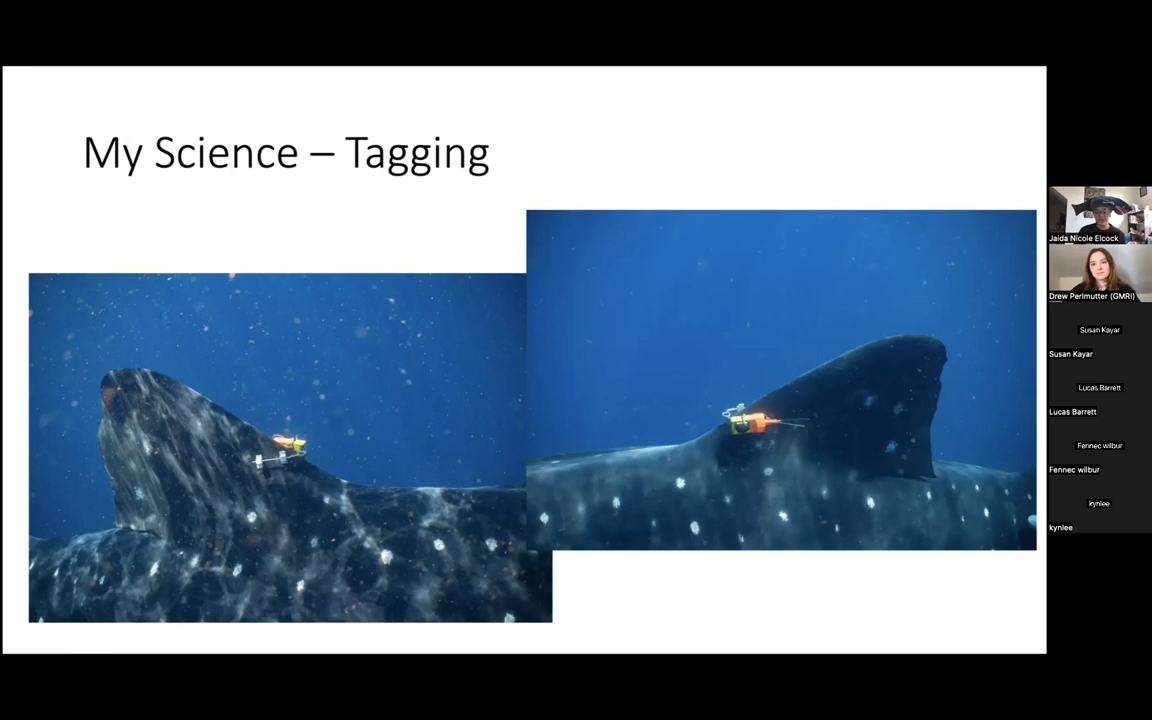 My Science – Tagging
Jaida Nicole Elcock
Drew Perlmutter (GMRI)
Susan Kayar
Susan Kayar
Lucas Barrett
Lucas Barrett
Fennec wilbur
Fennec wilbur
kynlee
kynlee